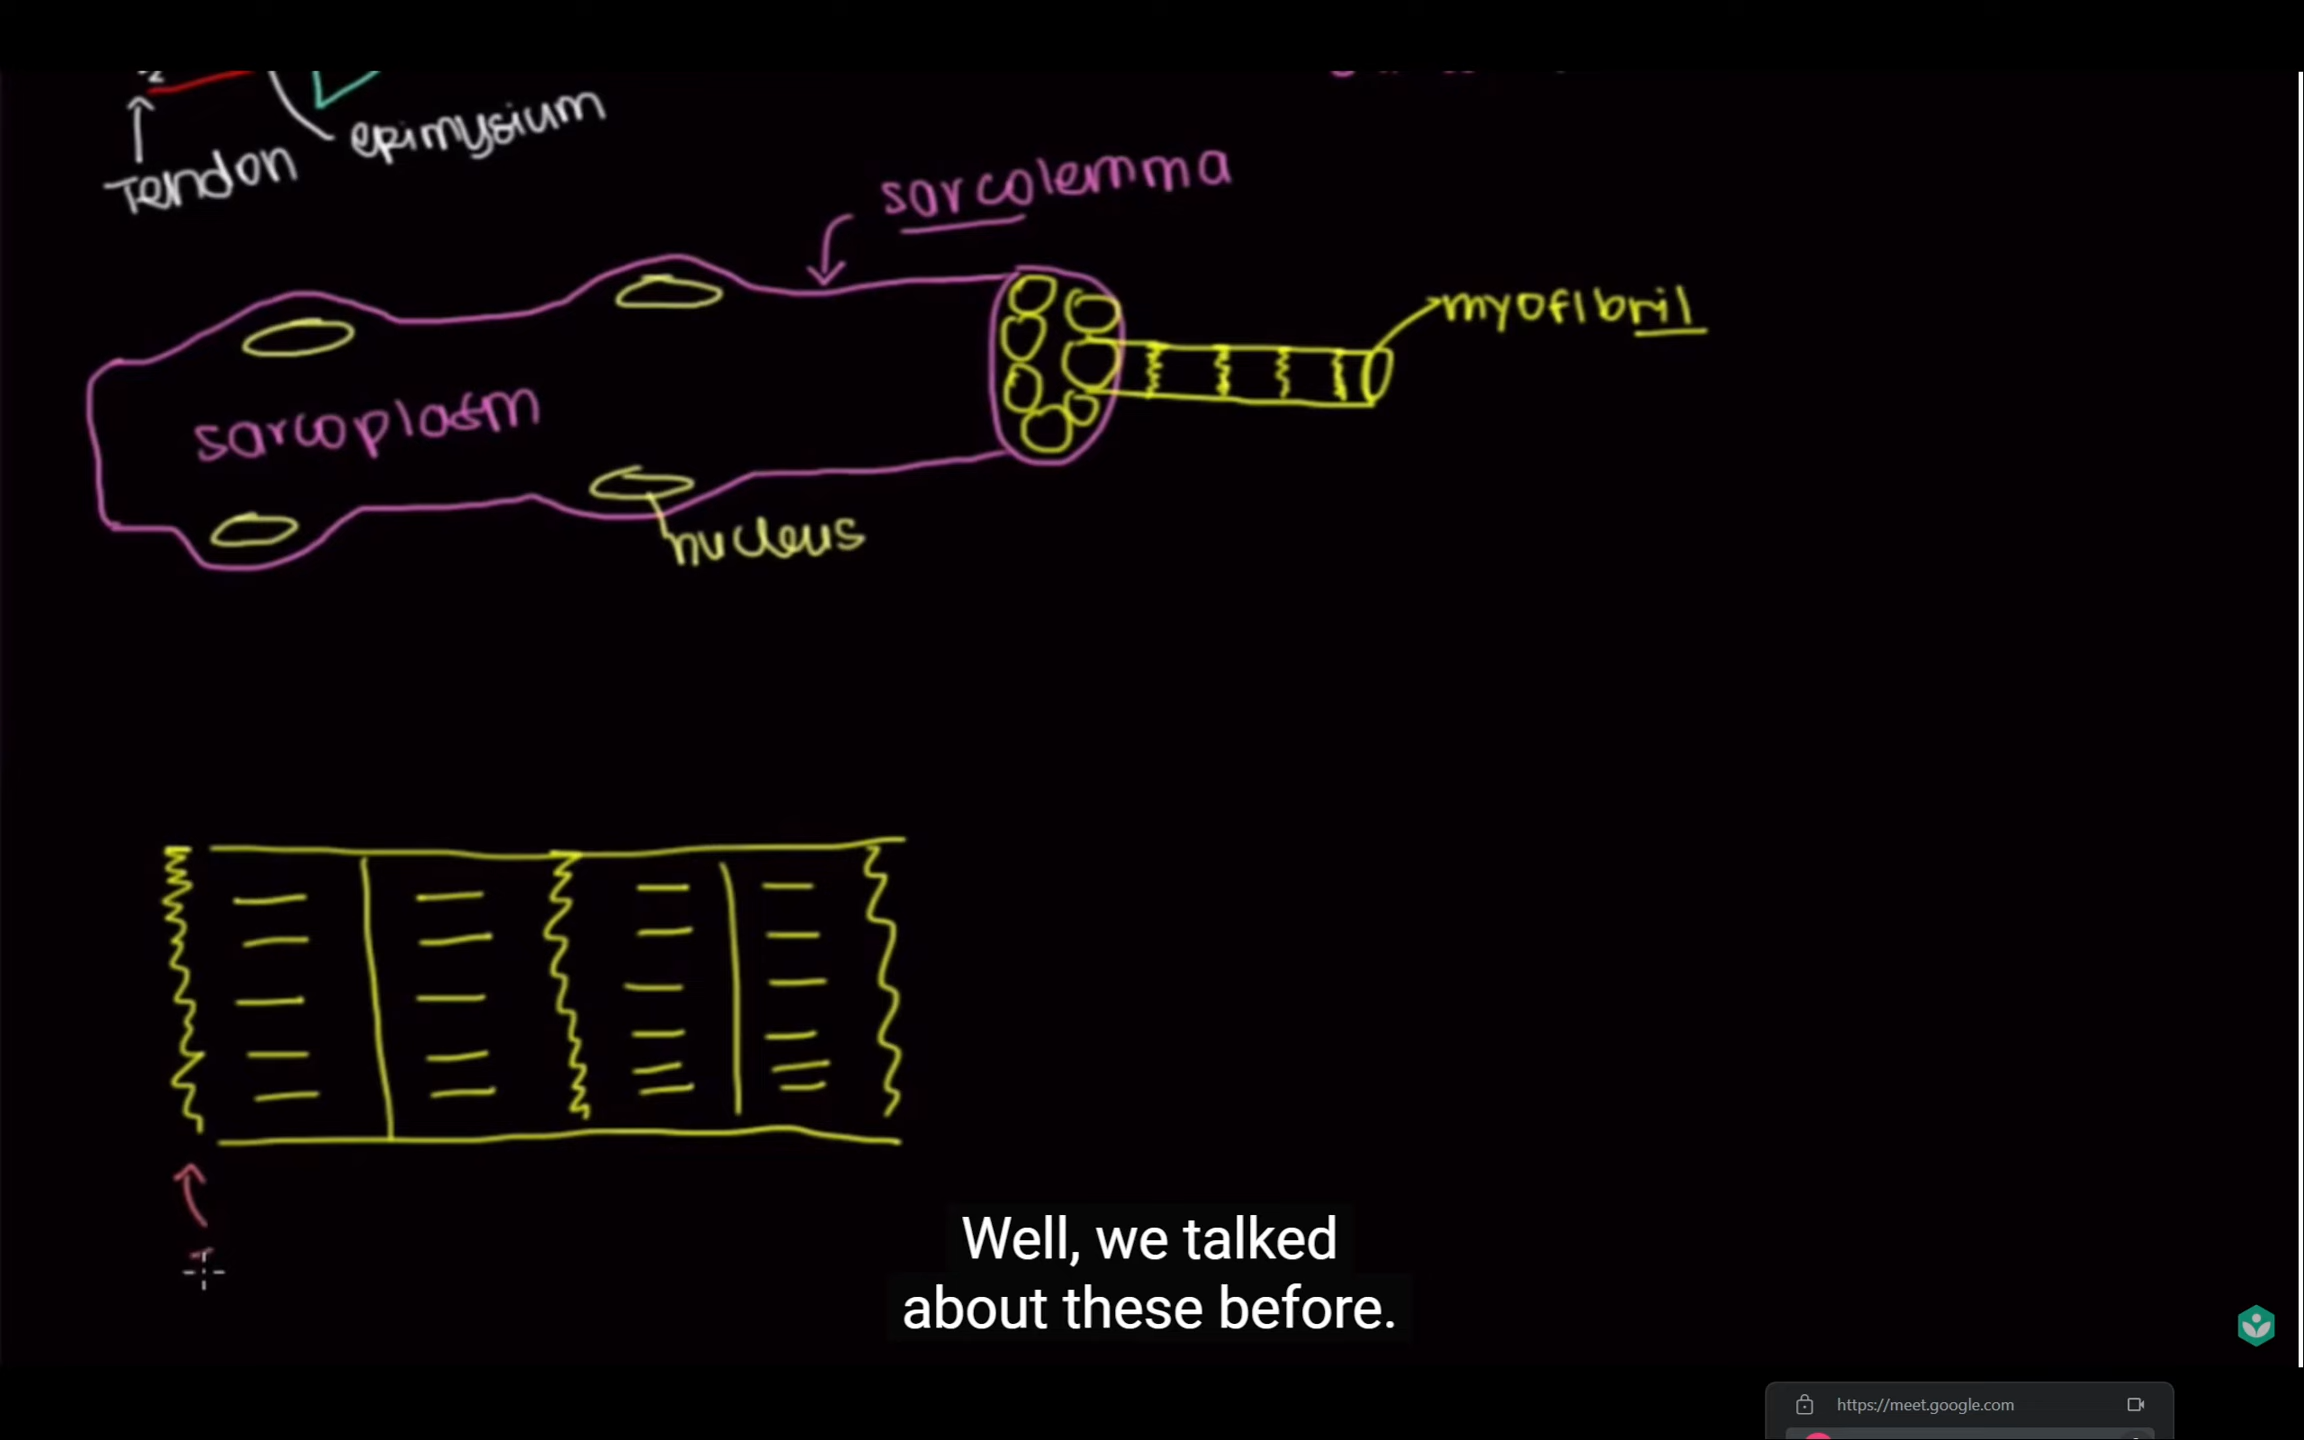 epimysium
Tendon
sarcolemma
myofibril
sarcoplasm
nucleus
Well, we talked
about these before.
https://meet.google.com